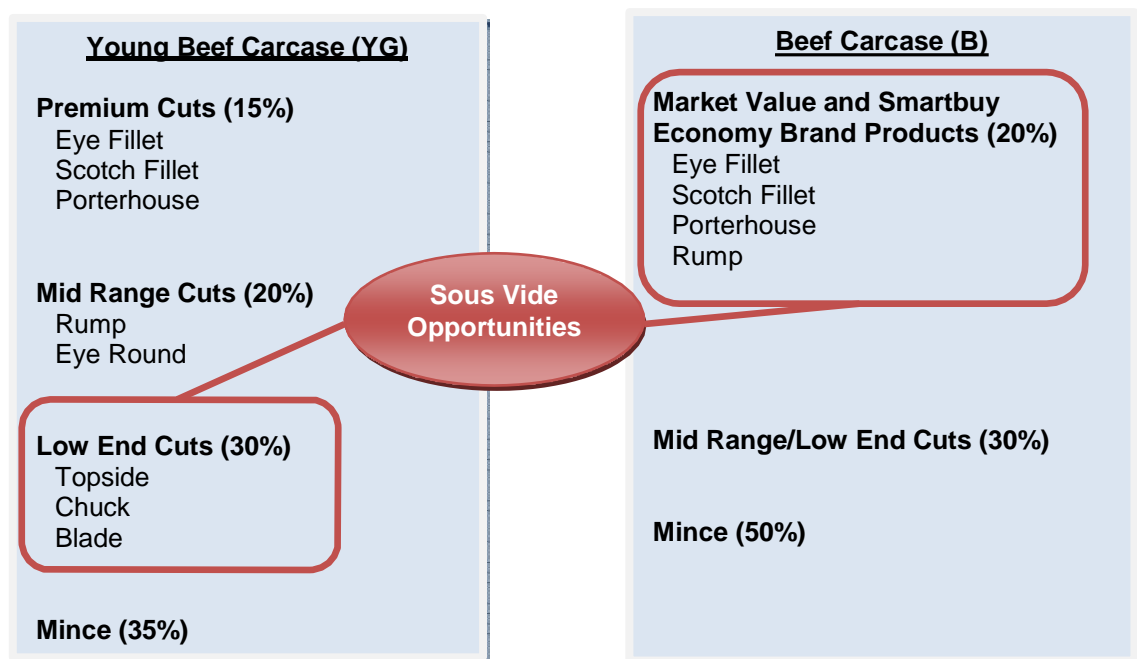 Young Beef Carcase (YG)
Premium Cuts (15%)
Eye Fillet
Scotch Fillet
Porterhouse
Mid Range Cuts (20%)
Rump
Eye Round
Low End Cuts (30%)
Topside
Chuck
Blade
Mince (35%)
Sous Vide
Opportunities
Beef Carcase (B)
Market Value and Smartbuy
Economy Brand Products (20%)
Eye Fillet
Scotch Fillet
Porterhouse
Rump
Mid Range/Low End Cuts (30%)
Mince (50%)